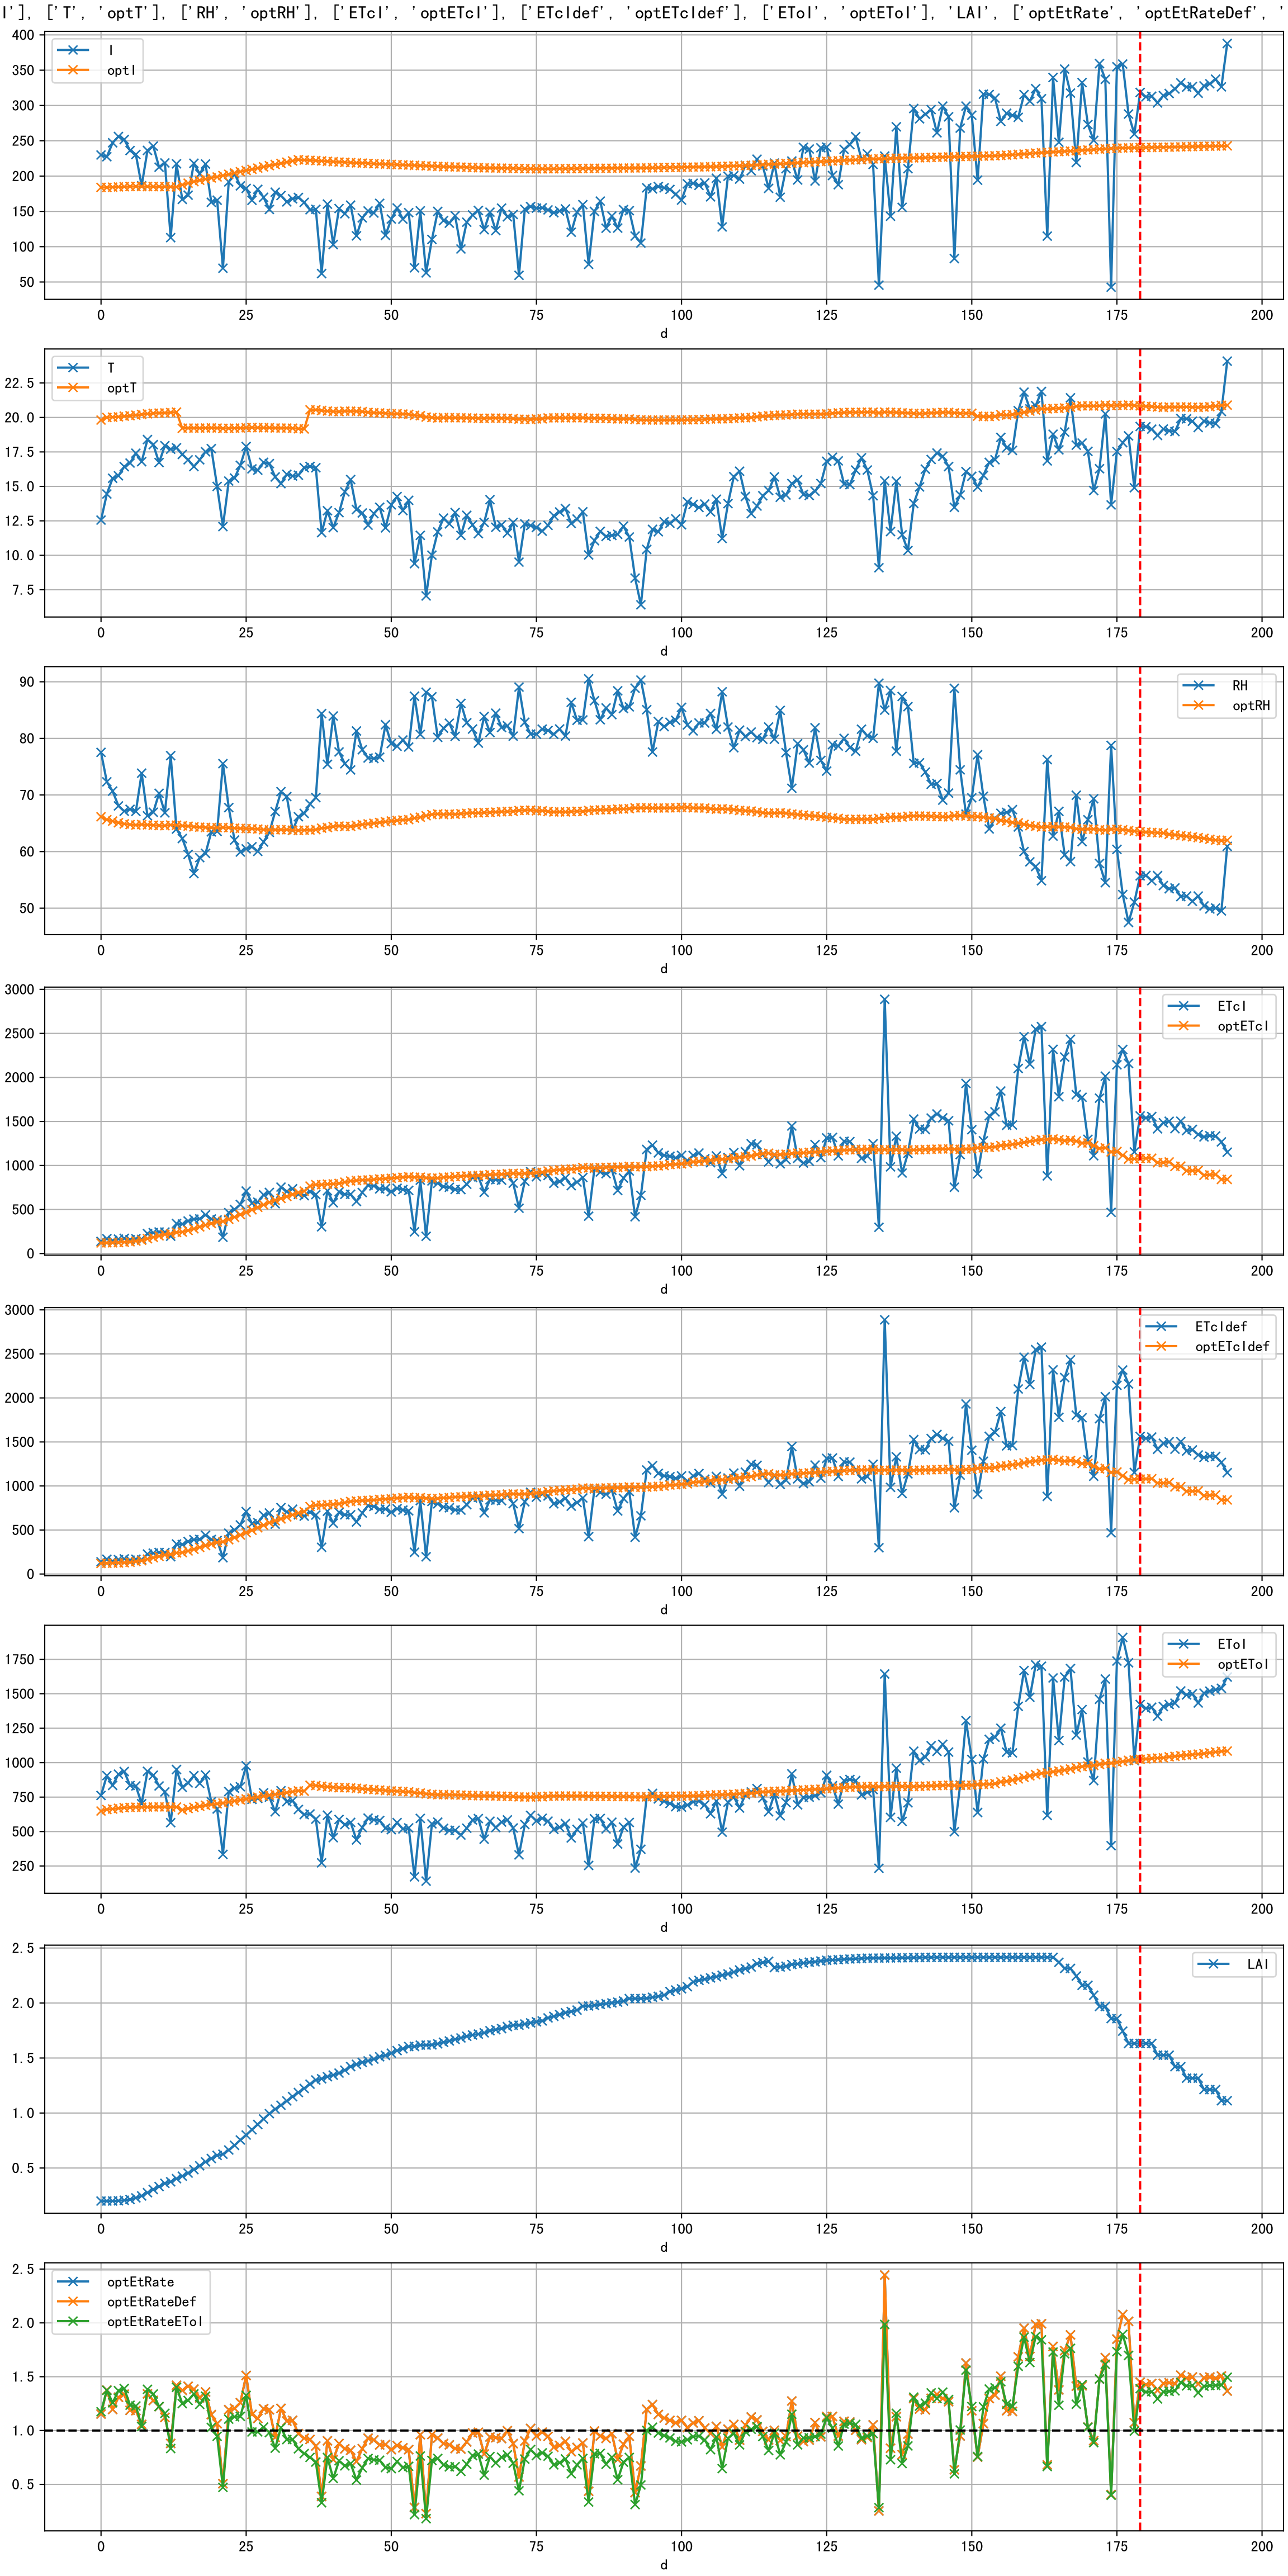 I'], ['T', 'optT'], ['RH', 'optRH'], ['ETcI', 'optETcI'], ['ETcIdef', 'optETcIdef'], ['EToI', 'optEToI'], 'LAI', ['optEtRate', 'optEtRateDef', '
400
350
300
250
200
150
100
50
I
optI
0 25 50 75 100 125 150 175 200
d
22.5
20.0
17.5
15.0
12.5
10.0
7.5
T
optT
0 25 50 75 100 125 150 175 200
d
90
80
70
60
50
RH
optRH
0 25 50 75 100 125 150 175 200
d
3000
2500
2000
1500
1000
500
0
ETcI
optETcI
0 25 50 75 100 125 150 175 200
d
3000
2500
2000
1500
1000
500
0
ETcIdef
optETcIdef
0 25 50 75 100 125 150 175 200
d
1750
1500
1250
1000
750
500
250
EToI
optEToI
0 25 50 75 100 125 150 175 200
d
2.5
2.0
1.5
1.0
0.5
LAI
0 25 50 75 100 125 150 175 200
d
2.5
2.0
1.5
1.0
0.5
optEtRate
optEtRateDef
optEtRateEToI
0 25 50 75 100 125 150 175 200
d